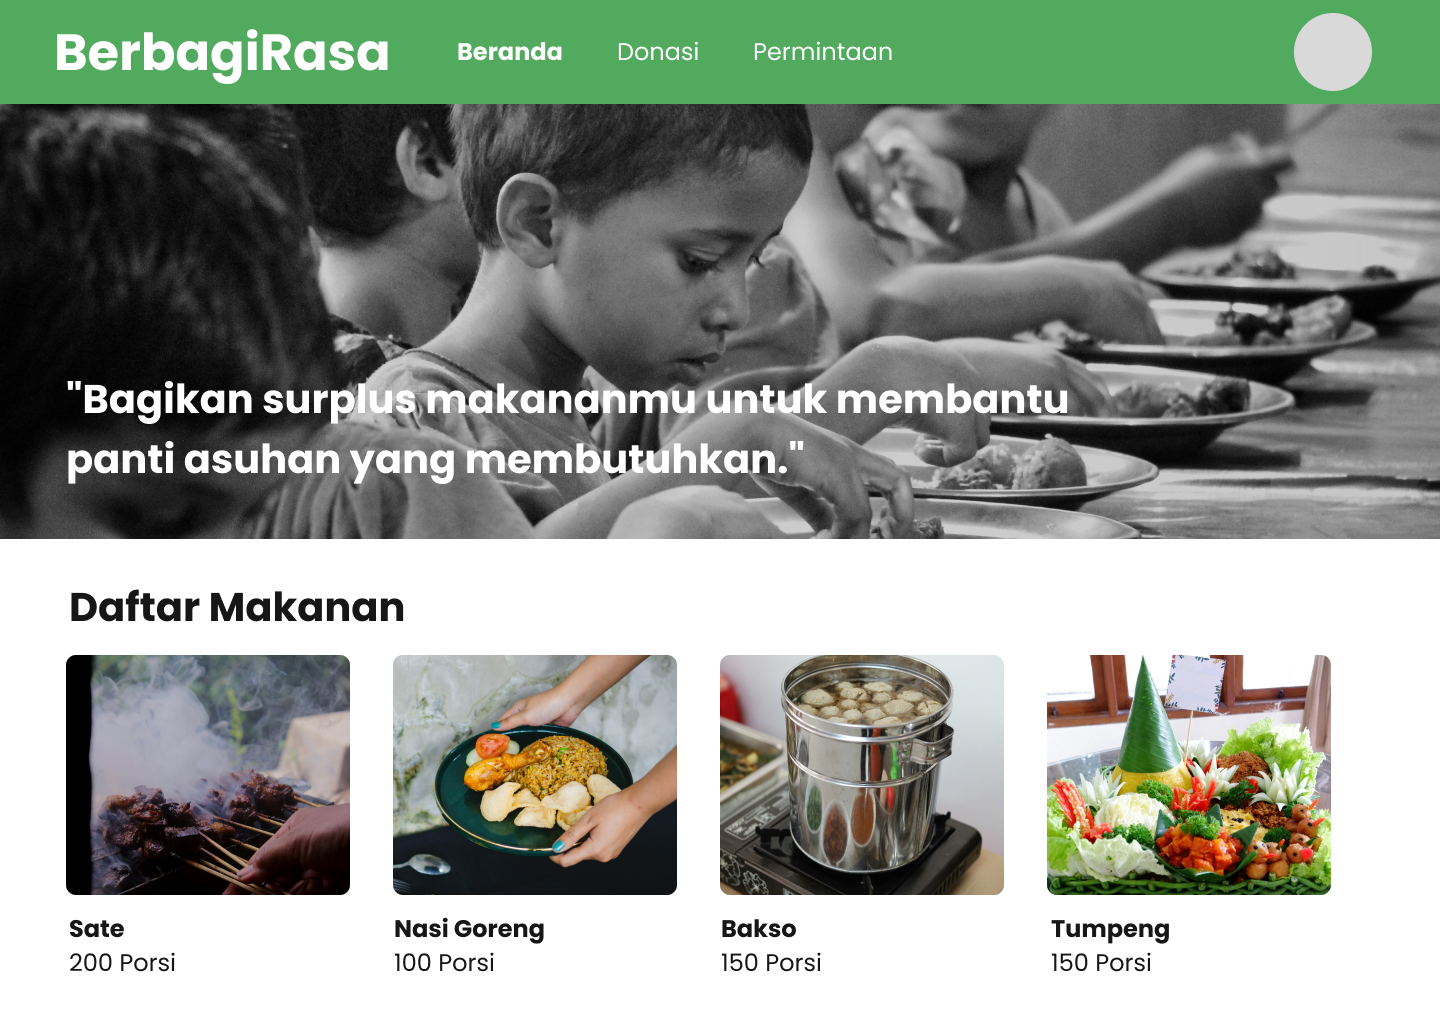 BerbagiRasa
Beranda
Donasi
Permintaan
"Bagikan surplus makananmu untuk membantu
panti asuhan yang membutuhkan."
Daftar Makanan
Sate
200 Porsi
Nasi Goreng
100 Porsi
Bakso
150 Porsi
Tumpeng
150 Porsi